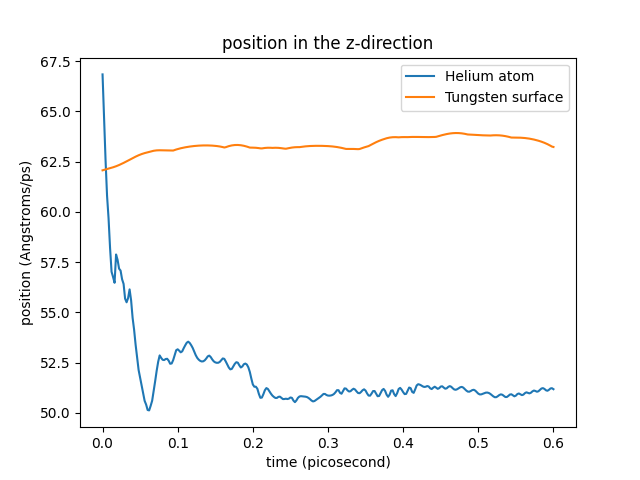 position in the z-direction
Helium atom
Tungsten surface
position (Angstroms/ps)
67.5
65.0
62.5
60.0
57.5
55.0
52.5
50.0
0.0 0.1 0.2 0.3 0.4 0.5 0.6
time (picosecond)